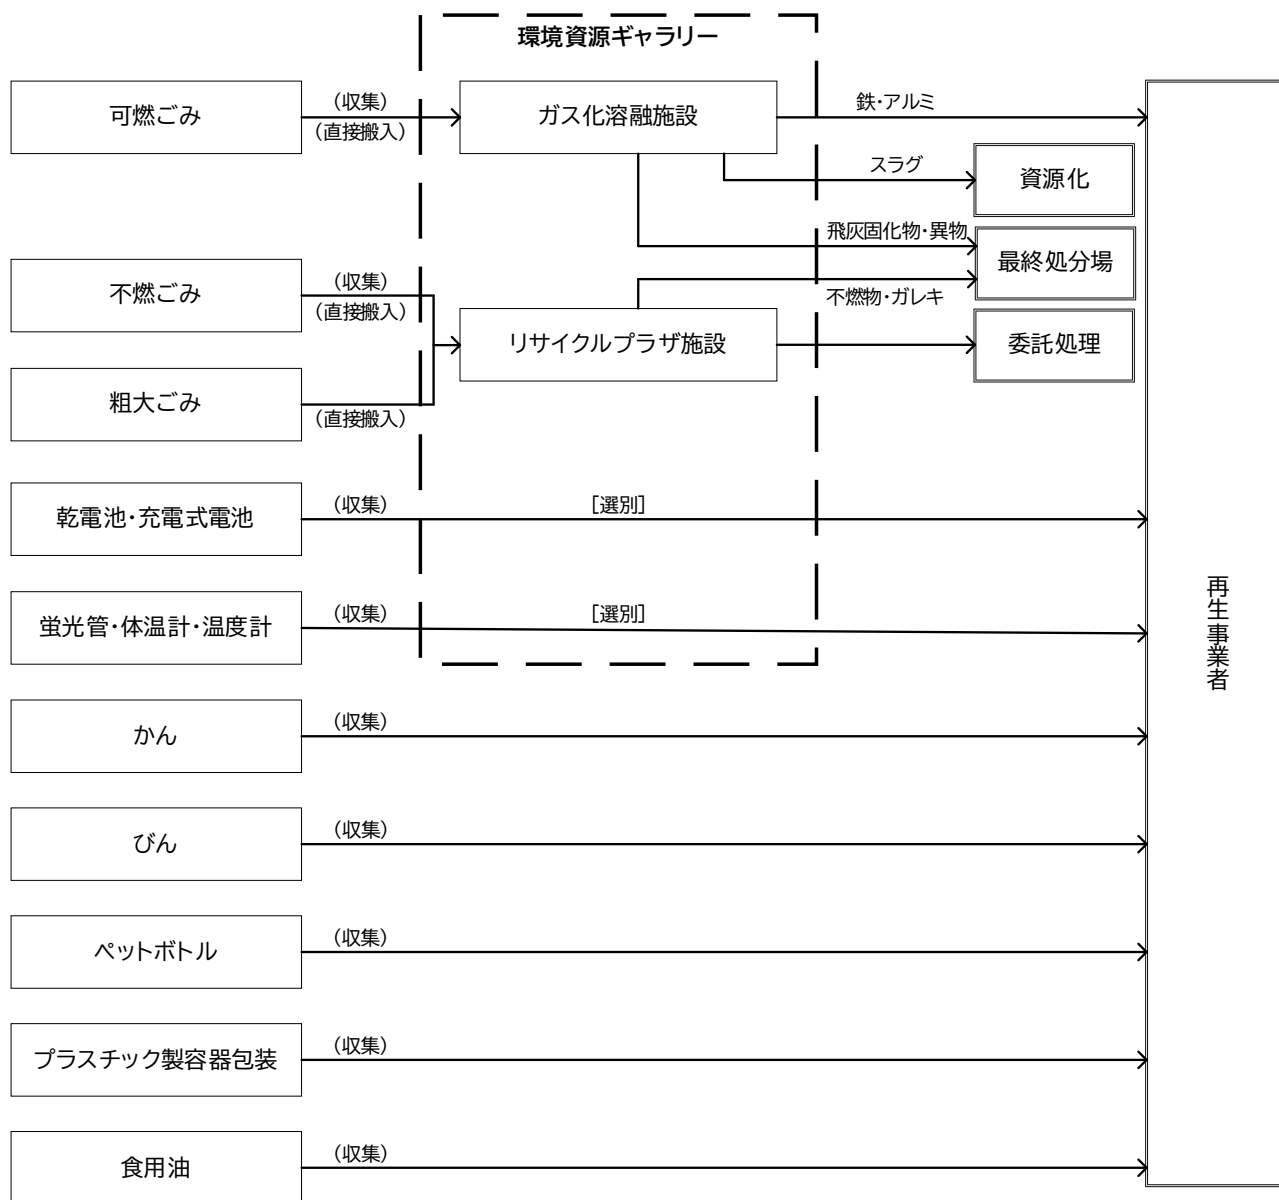 環境資源ギャラリー
可燃ごみ
（収集）
（直接搬入）
ガス化溶融施設
鉄・アルミ
スラグ
資源化
飛灰固化物・異物
最終処分場
不燃ごみ
（収集）
（直接搬入）
不燃物・ガレキ
リサイクルプラザ施設
委託処理
粗大ごみ
（直接搬入）
乾電池・充電式電池
（収集）
［選別］
蛍光管・体温計・温度計
（収集）
［選別］
再生事業者
かん
（収集）
びん
（収集）
ペットボトル
（収集）
プラスチック製容器包装
（収集）
食用油
（収集）